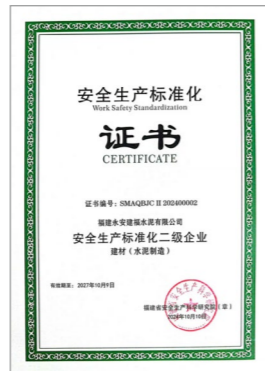 安全生产标准化
Work Safety Standardization
证书
CERTIFICATE
证书编号：SMAQBJC II 202400002
福建永安建福水泥有限公司
安全生产标准化二级企业
建材（水泥制造）
有效期至：2027年10月9日
福建省安全生产科学研究院（章）
2024年10月10日